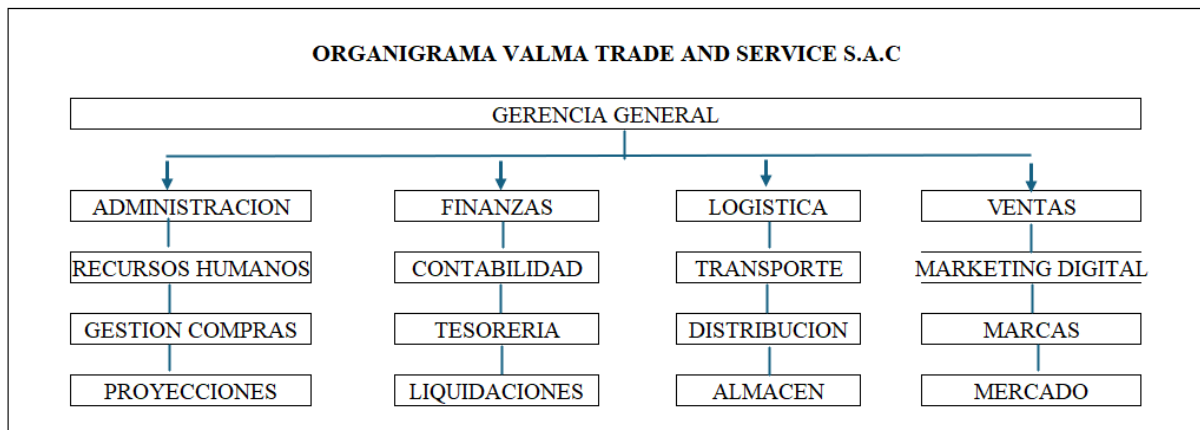 ORGANIGRAMA VALMA TRADE AND SERVICE S.A.C
GERENCIA GENERAL
ADMINISTRACION
FINANZAS
LOGISTICA
VENTAS
RECURSOS HUMANOS
CONTABILIDAD
TRANSPORTE
MARKETING DIGITAL
GESTION COMPRAS
TESORERIA
DISTRIBUCION
MARCAS
PROYECCIONES
LIQUIDACIONES
ALMACEN
MERCADO